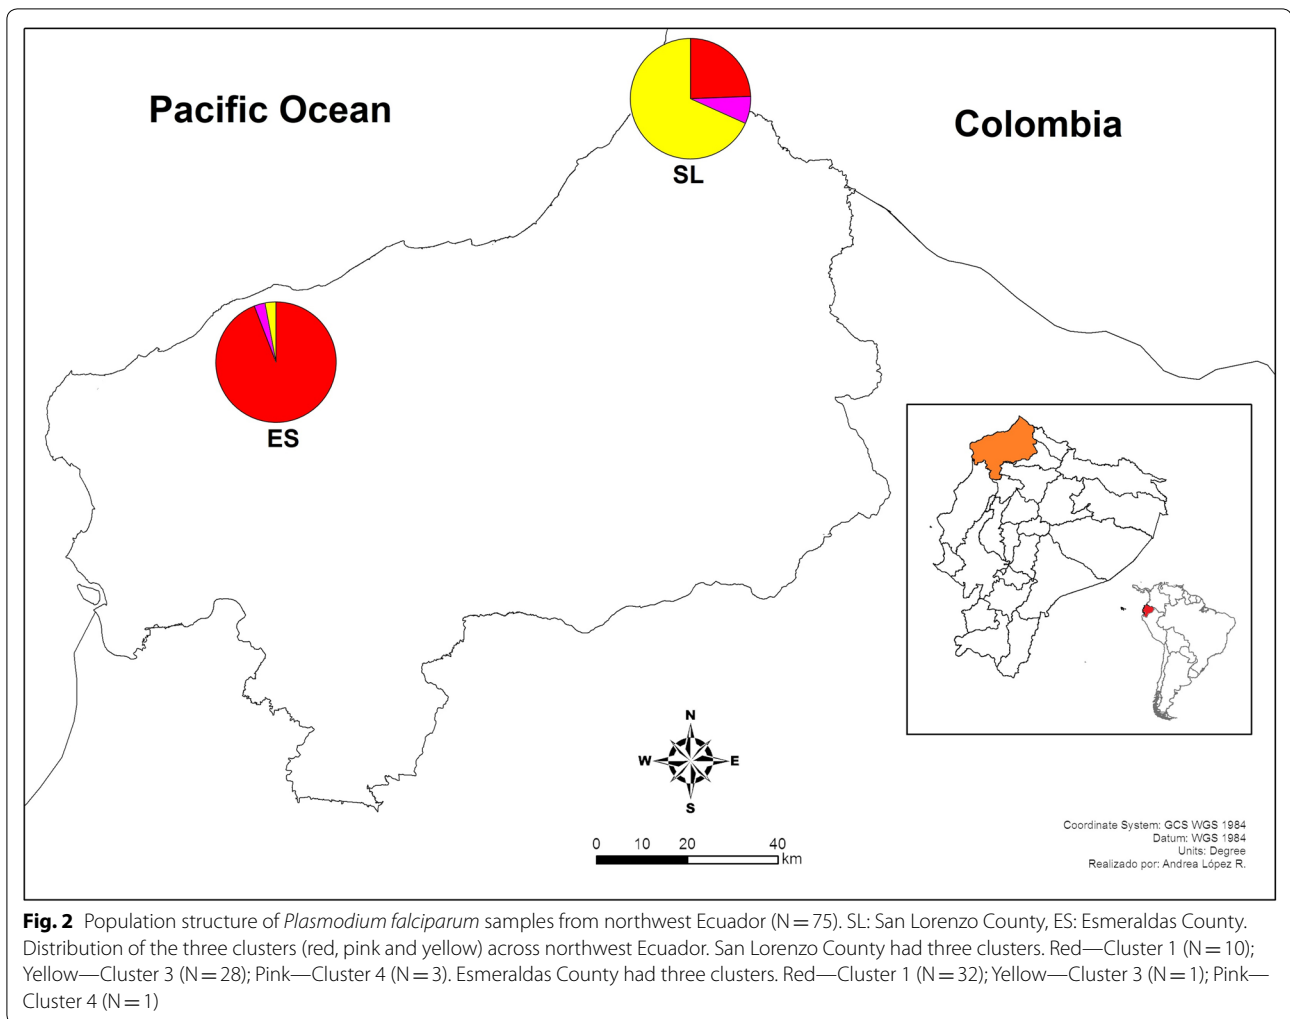 Pacific Ocean
Colombia
SL
ES
N
W E
S
0 10 20 40
km
Coordinate System: GCS WGS 1984
Datum: WGS 1984
Units: Degree
Realizado por: Andrea López R.
Fig. 2 Population structure of Plasmodium falciparum samples from northwest Ecuador (N = 75). SL: San Lorenzo County, ES: Esmeraldas County.
Distribution of the three clusters (red, pink and yellow) across northwest Ecuador. San Lorenzo County had three clusters. Red—Cluster 1 (N = 10);
Yellow—Cluster 3 (N = 28); Pink—Cluster 4 (N = 3). Esmeraldas County had three clusters. Red—Cluster 1 (N = 32); Yellow—Cluster 3 (N = 1); Pink—
Cluster 4 (N = 1)